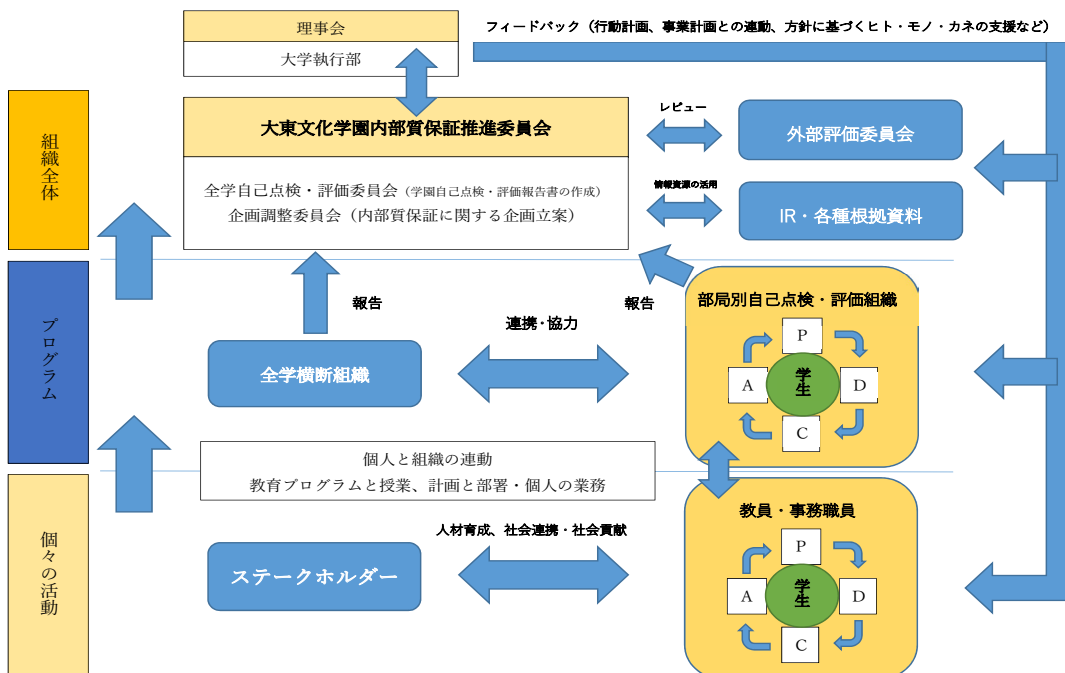 理事会
大学執行部
フィードバック（行動計画、事業計画との連動、方針に基づくヒト・モノ・カネの支援など）
組織全体
大東文化学園内部質保証推進委員会
全学自己点検・評価委員会（学園自己点検・評価報告書の作成）
企画調整委員会（内部質保証に関する企画立案）
レビュー
外部評価委員会
情報資源の活用
IR・各種根拠資料
プログラム
報告
連携・協力
報告
全学横断組織
部局別自己点検・評価組織
P
A
学生
D
C
個人と組織の連動
教育プログラムと授業、計画と部署・個人の業務
個々の活動
人材育成、社会連携・社会貢献
ステークホルダー
教員・事務職員
P
A
学生
D
C